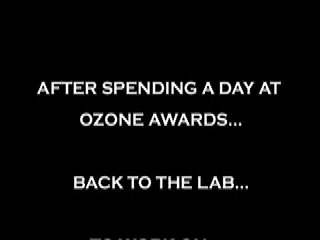 AFTER SPENDING A DAY AT
OZONE AWARDS...
BACK TO THE LAB...